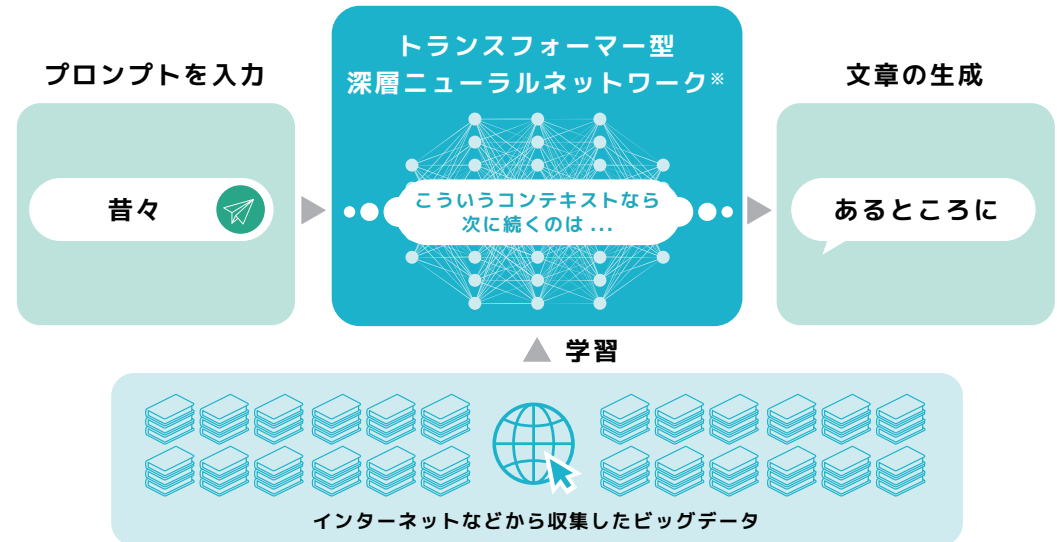 プロンプトを入力
昔々
トランスフォーマー型
深層ニューラルネットワーク※
こういうコンテキストなら
次に続くのは ...
文章の生成
あるところに
学習
インターネットなどから収集したビッグデータ